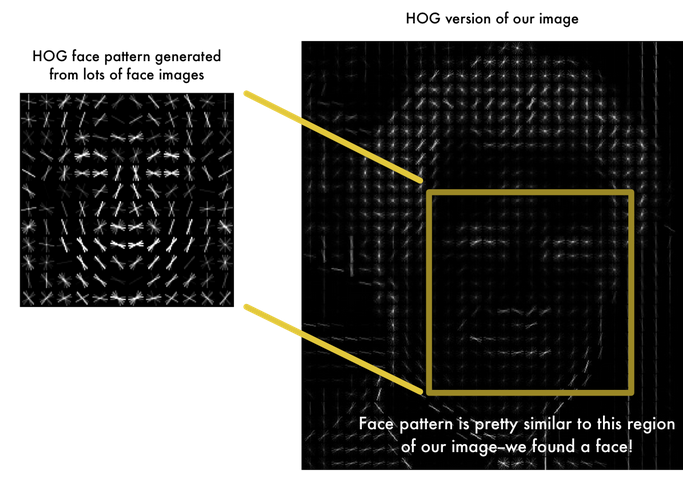 HOG version of our image
HOG face pattern generated
from lots of face images
Face pattern is pretty similar to this region
of our image–we found a face!